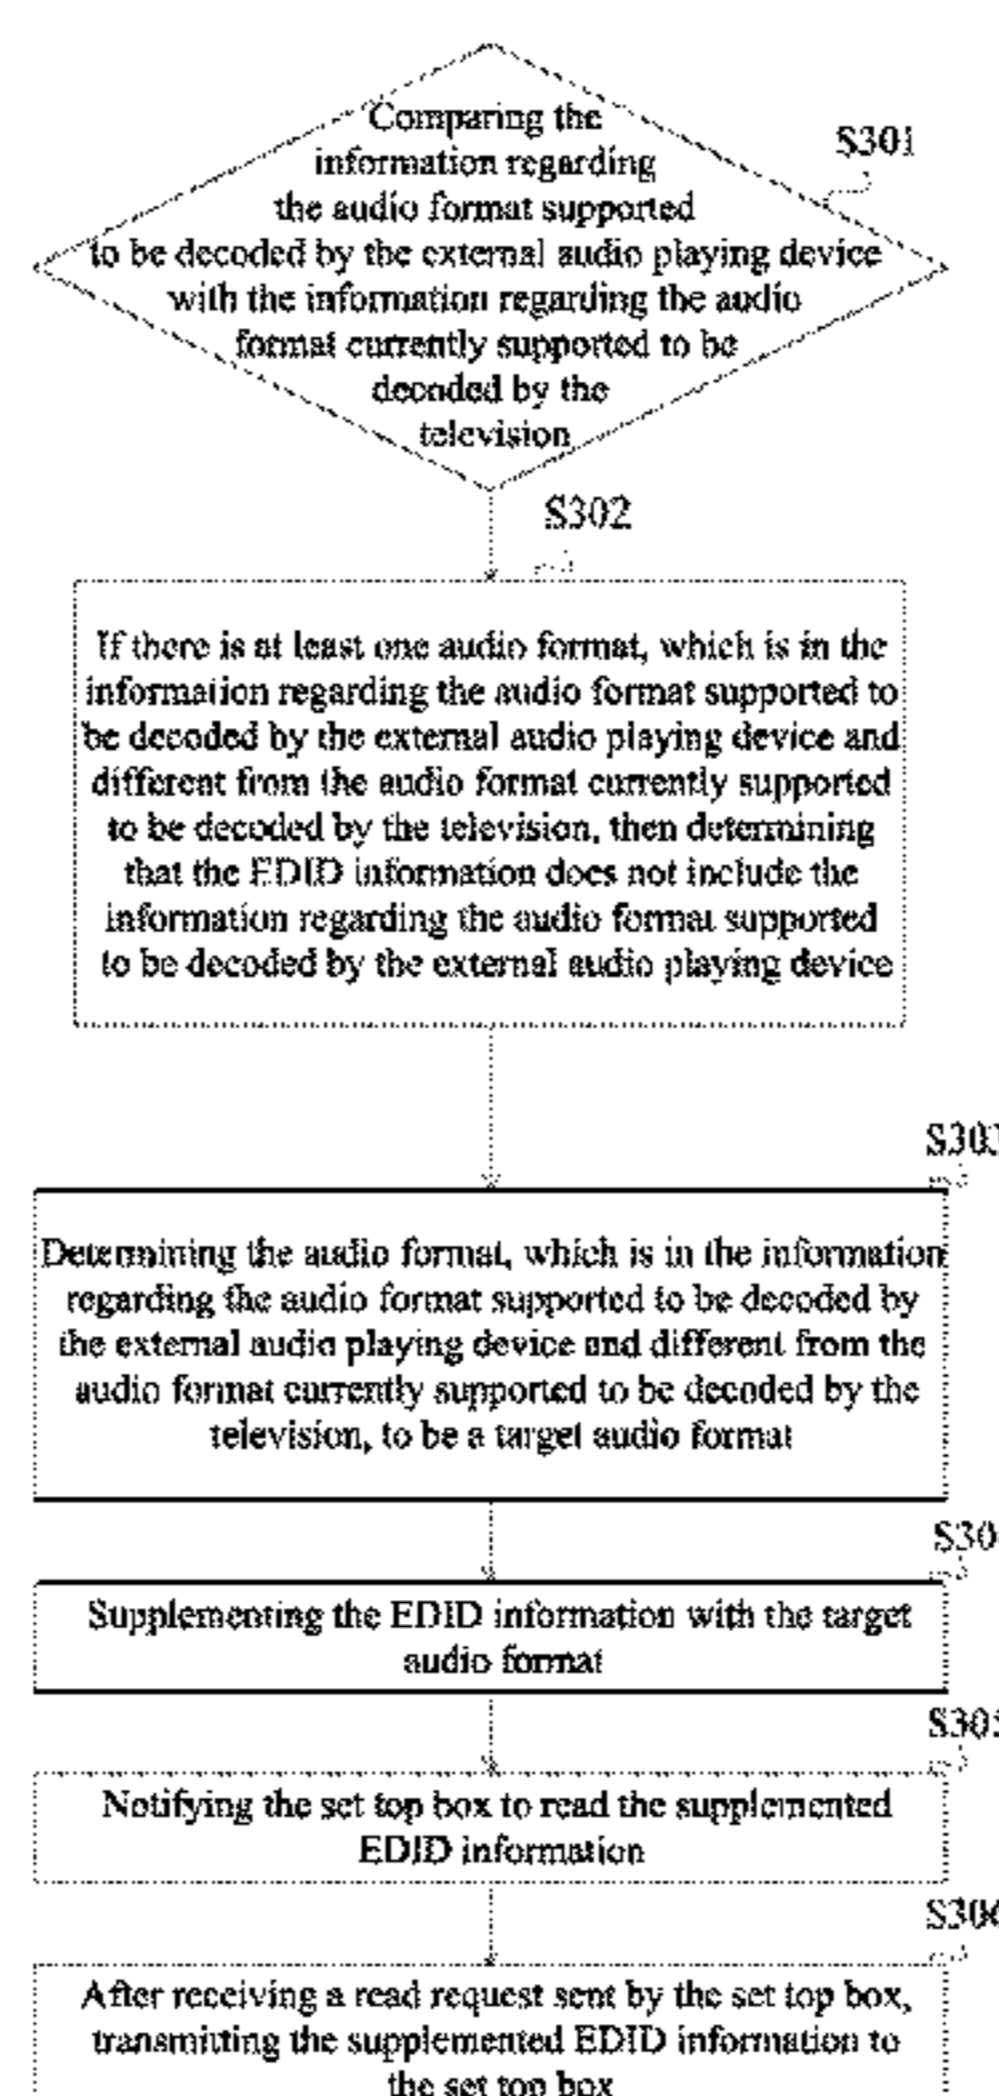 Comparing the
information regarding
the audio format supported
to be decoded by the external audio playing device
with the information regarding the audio
format currently supported to be
decoded by the
television
S301
S302
If there is at least one audio format, which is in the
information regarding the audio format supported to
be decoded by the external audio playing device and
different from the audio format currently supported
to be decoded by the television, then determining
that the EDID information does not include the
information regarding the audio format supported
to be decoded by the external audio playing device
S303
Determining the audio format, which is in the information
regarding the audio format supported to be decoded by
the external audio playing device and different from the
audio format currently supported to be decoded by the
television, to be a target audio format
S30
Supplementing the EDID information with the target
audio format
S305
Notifying the set top box to read the supplemented
EDID information
S306
After receiving a read request sent by the set top box,
transmitting the supplemented EDID information to
the set top box